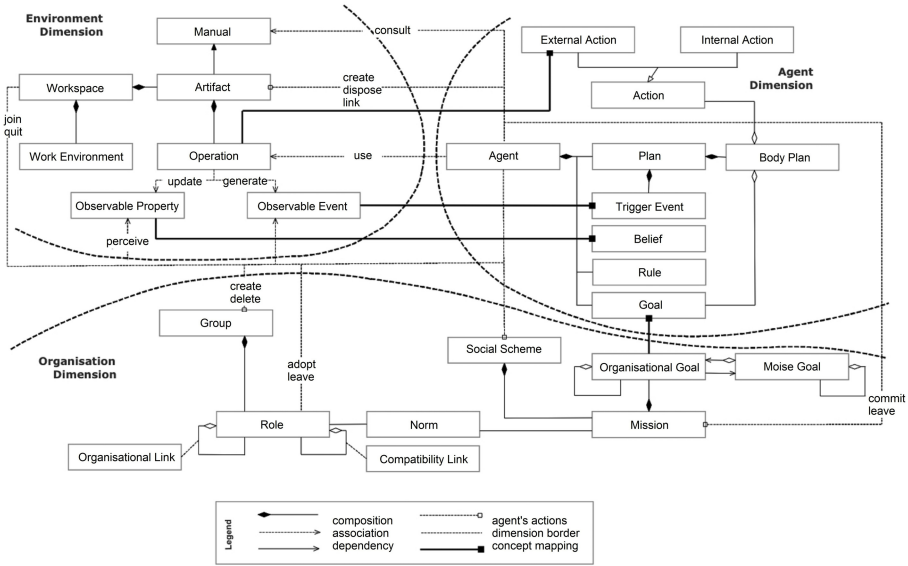 Environment
Dimension
Manual
consult
External Action
Internal Action
Agent
Dimension
Workspace
Artifact
create
dispose
link
Action
join
quit
Work Environment
Operation
use
Agent
Plan
Body Plan
update
generate
Observable Property
Observable Event
Trigger Event
perceive
Belief
Rule
create
delete
Goal
Group
Organisation
Dimension
adopt
leave
Social Scheme
Organisational Goal
Moise Goal
commit
leave
Role
Norm
Mission
Organisational Link
Compatibility Link
Legend
composition
association
dependency
agent's actions
dimension border
concept mapping